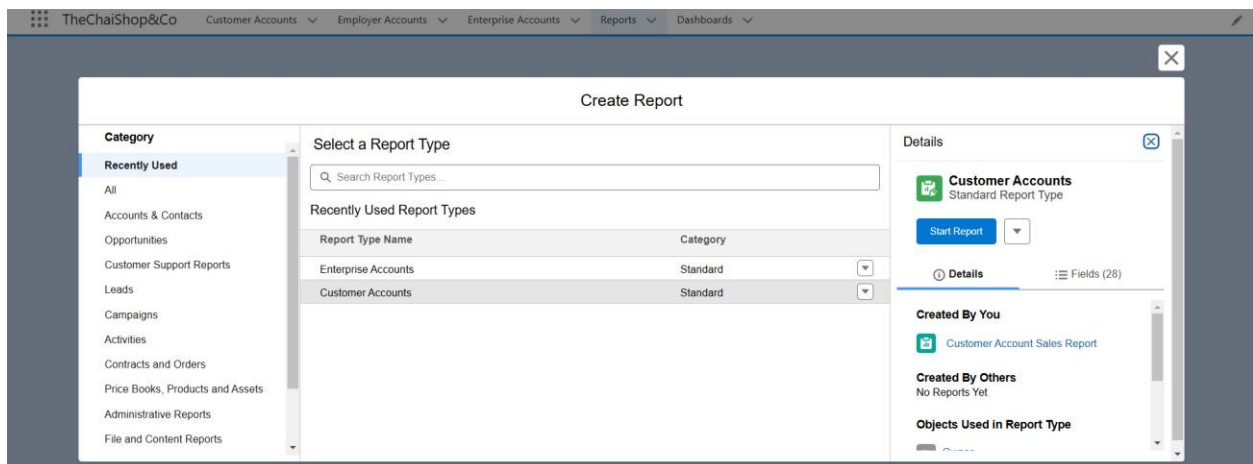 TheChaiShop&Co Customer Accounts Employer Accounts Enterprise Accounts Reports Dashboards
Create Report
Category
Recently Used
All
Accounts & Contacts
Opportunities
Customer Support Reports
Leads
Campaigns
Activities
Contracts and Orders
Price Books, Products and Assets
Administrative Reports
File and Content Reports
Select a Report Type
Search Report Types...
Recently Used Report Types
Report Type Name Category
Enterprise Accounts Standard
Customer Accounts Standard
Details
Customer Accounts
Standard Report Type
Start Report
Details Fields (28)
Created By You
Customer Account Sales Report
Created By Others
No Reports Yet
Objects Used in Report Type